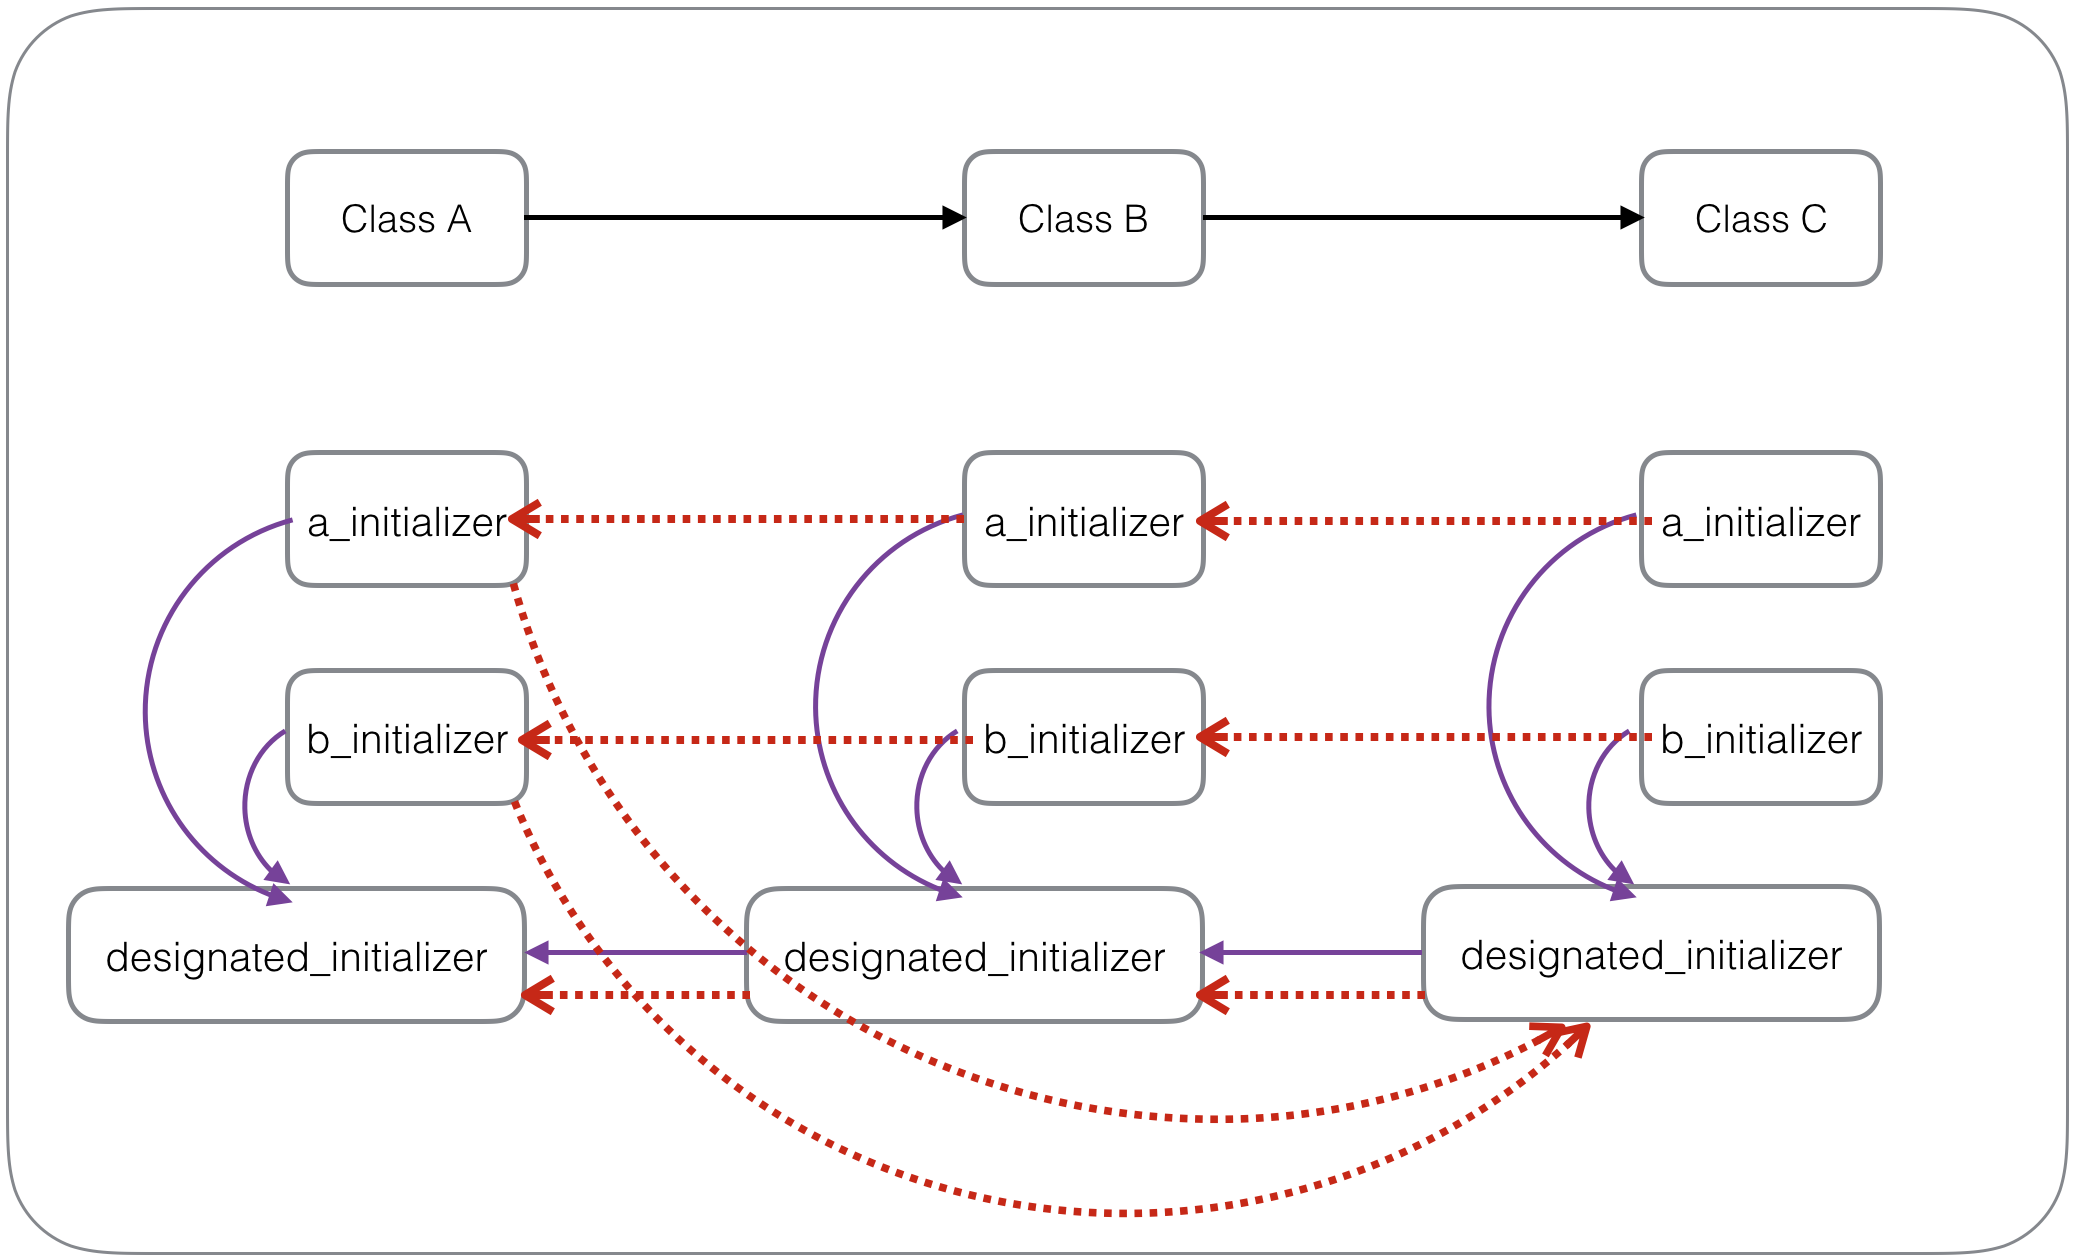 Class A
Class B
Class C
a_initializer
a_initializer
a_initializer
b_initializer
b_initializer
b_initializer
designated_initializer
designated_initializer
designated_initializer